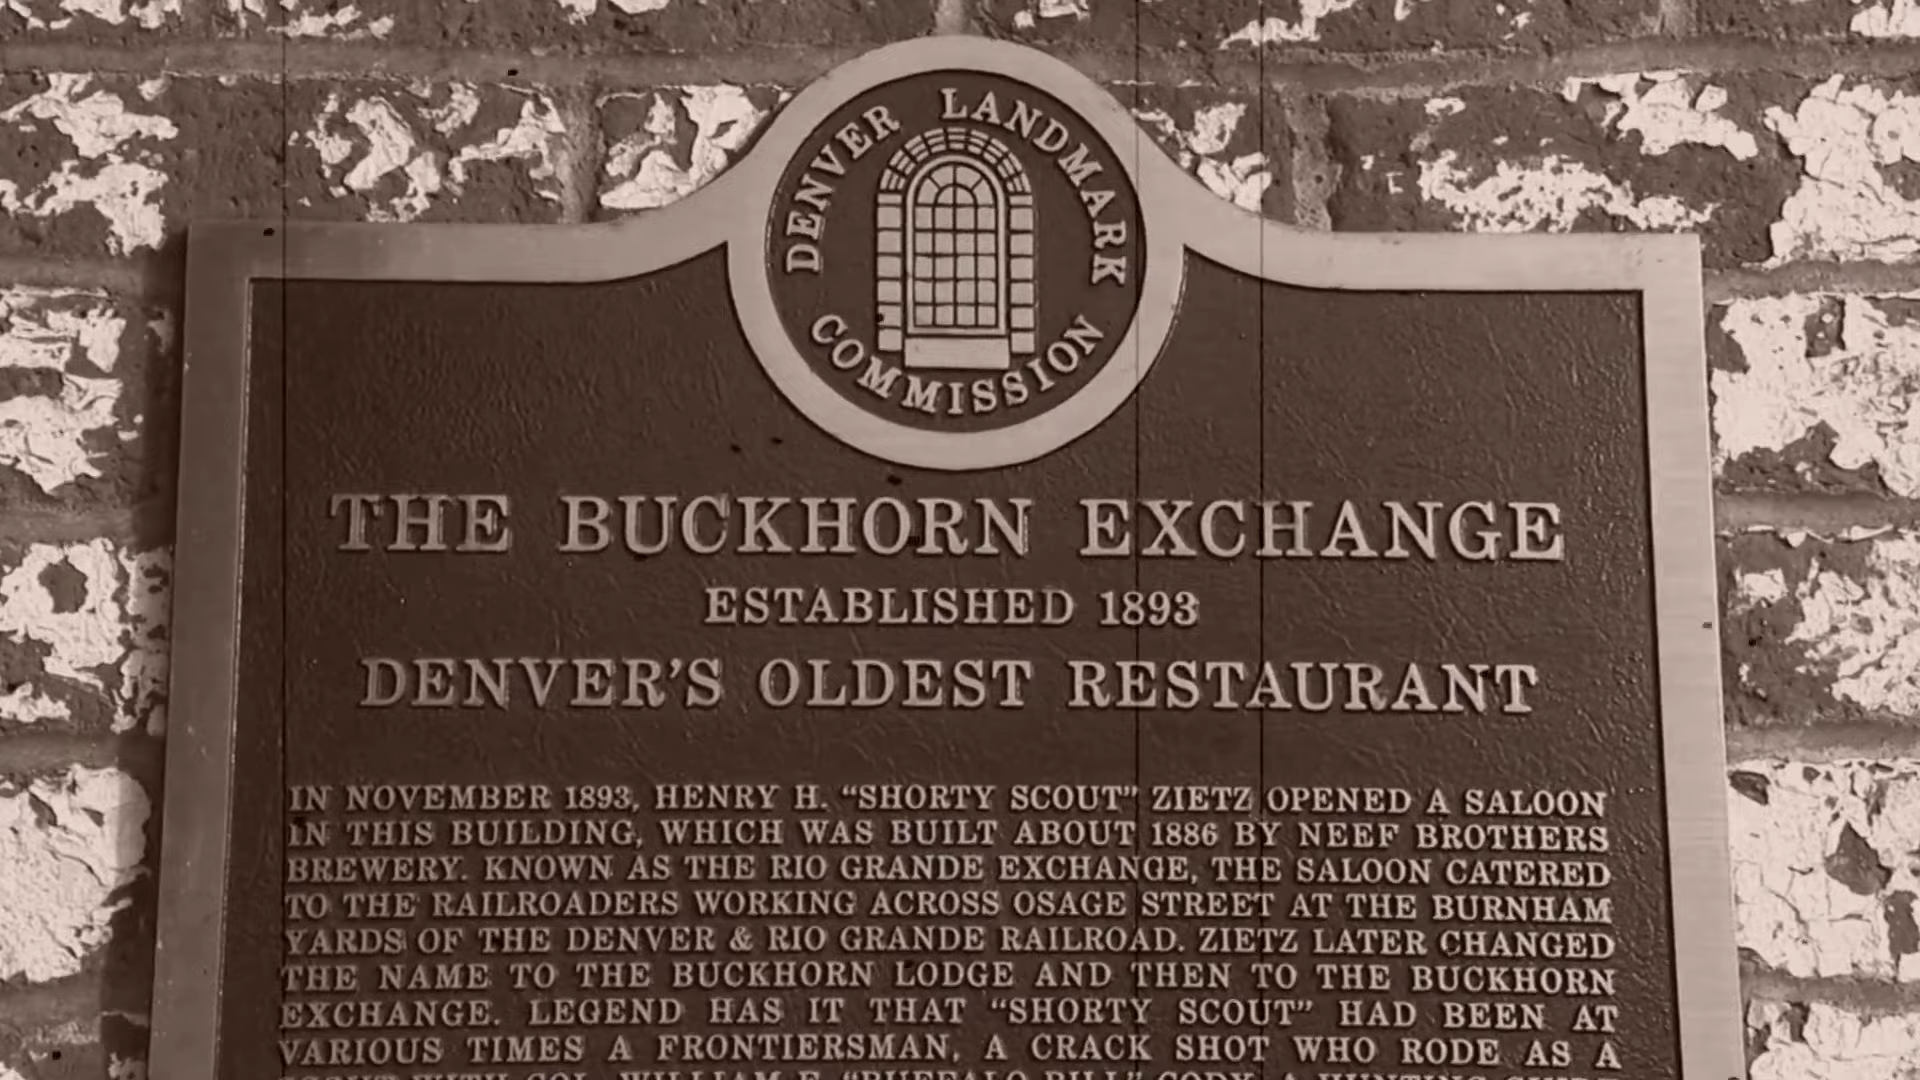 DENVER LANDMARK
COMMISSION
THE BUCKHORN EXCHANGE
ESTABLISHED 1893
DENVER'S OLDEST RESTAURANT
IN NOVEMBER 1893, HENRY H. “SHORTY SCOUT” ZIETZ OPENED A SALOON
IN THIS BUILDING, WHICH WAS BUILT ABOUT 1886 BY NEEF BROTHERS
BREWERY. KNOWN AS THE RIO GRANDE EXCHANGE, THE SALOON CATERED
TO THE RAILROADERS WORKING ACROSS OSAGE STREET AT THE BURNHAM
YARDS OF THE DENVER & RIO GRANDE RAILROAD. ZIETZ LATER CHANGED
THE NAME TO THE BUCKHORN LODGE AND THEN TO THE BUCKHORN
EXCHANGE. LEGEND HAS IT THAT “SHORTY SCOUT” HAD BEEN AT
VARIOUS TIMES A FRONTIERSMAN, A CRACK SHOT WHO RODE AS A